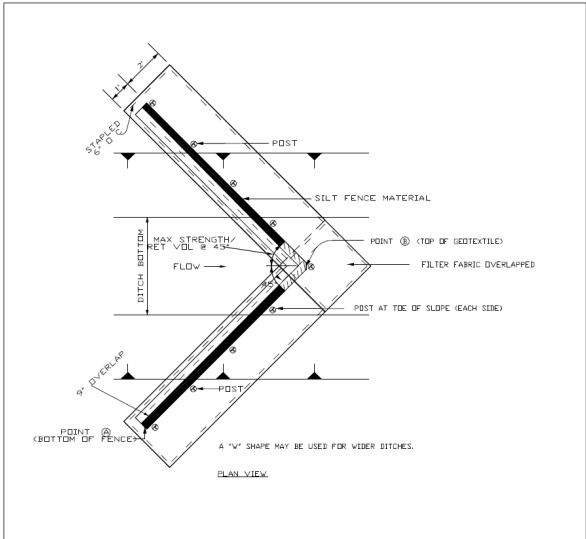 2'
1'
STAPLED
6" O.C.
POST
SILT FENCE MATERIAL
MAX STRENGTH/
RET VOL @ 45°
POINT Ⓑ (TOP OF GEOTEXTILE)
DITCH BOTTOM
FLOW
FILTER FABRIC OVERLAPPED
45°
POST AT TOE OF SLOPE (EACH SIDE)
9" OVERLAP
POST
POINT Ⓐ
(BOTTOM OF FENCE)
A "W" SHAPE MAY BE USED FOR WIDER DITCHES.
PLAN VIEW